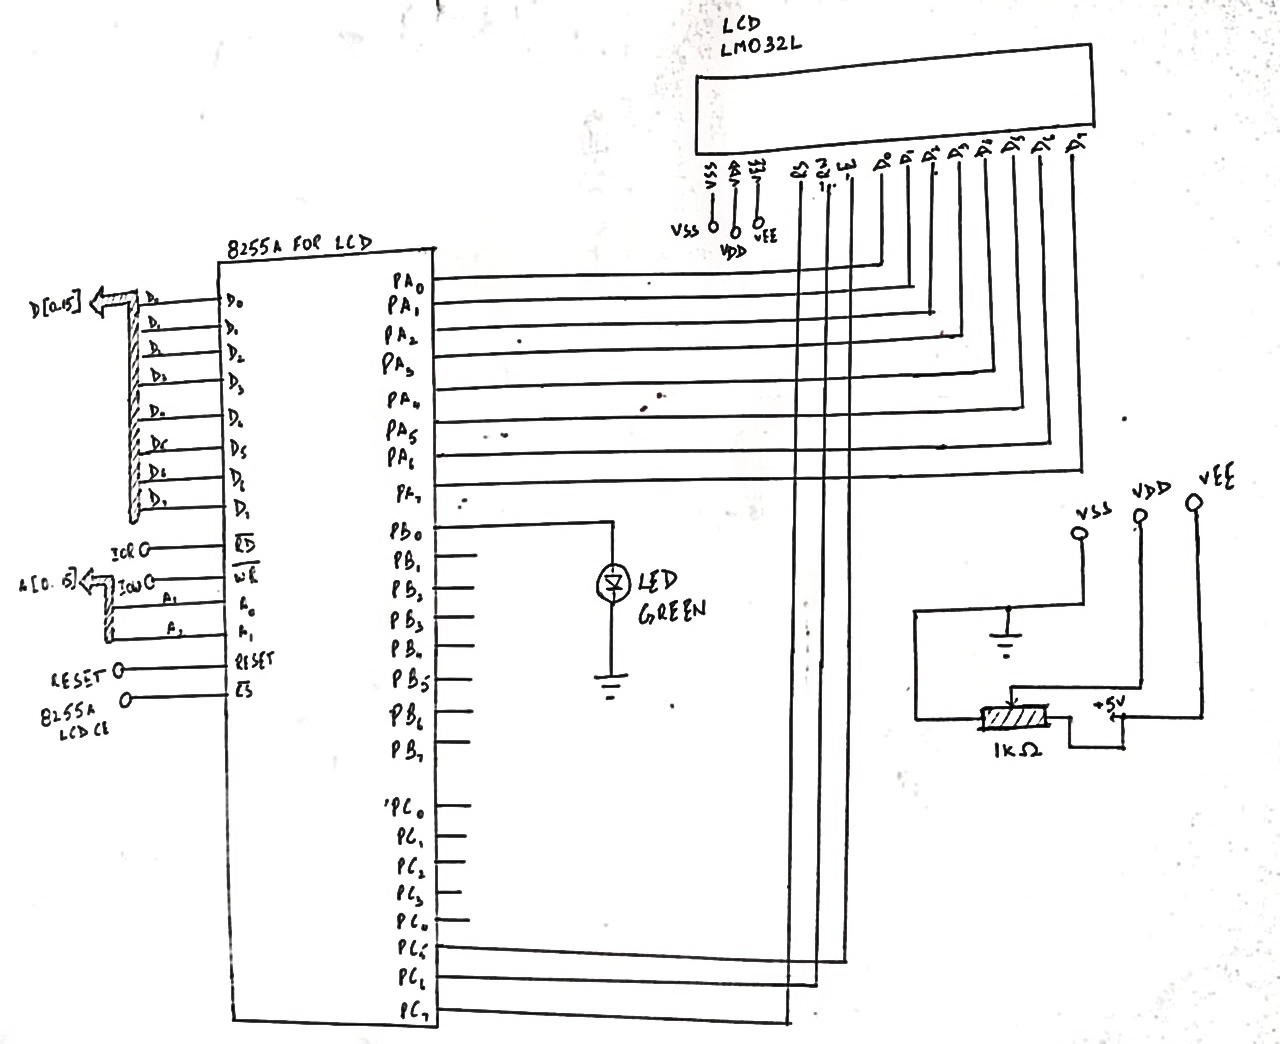 LCD
LM032L
VSS
VDD
VEE
RS
RW
E
D0
D1
D2
D3
D4
D5
D6
D7
VSS
VDD
VEE
8255A FOR LCD
D[0..15]
D0
D1
D2
D3
D4
D5
D6
D7
D0
D1
D2
D3
D4
D5
D6
D7
IOR
RD
IOW
WR
A[0..15]
A1
A0
A2
A1
RESET
RESET
8255A
LCD CE
CS
PA0
PA1
PA2
PA3
PA4
PA5
PA6
PA7
PB0
PB1
PB2
PB3
PB4
PB5
PB6
PB7
PC0
PC1
PC2
PC3
PC4
PC5
PC6
PC7
LED
GREEN
VSS
VDD
VEE
+5V
1KΩ